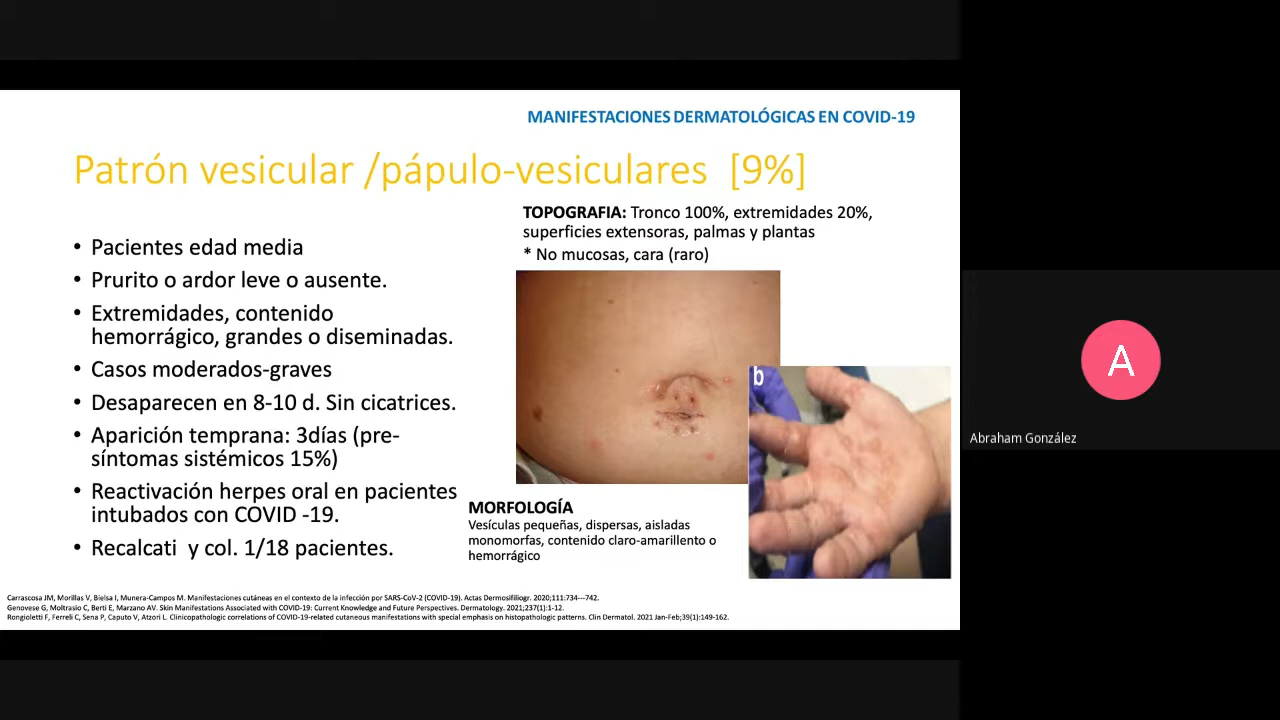 MANIFESTACIONES DERMATOLÓGICAS EN COVID-19
Patrón vesicular /pápulo-vesiculares [9%]
• Pacientes edad media
• Prurito o ardor leve o ausente.
• Extremidades, contenido
hemorrágico, grandes o diseminadas.
• Casos moderados-graves
• Desaparecen en 8-10 d. Sin cicatrices.
• Aparición temprana: 3días (pre-
síntomas sistémicos 15%)
• Reactivación herpes oral en pacientes
intubados con COVID -19.
• Recalcati y col. 1/18 pacientes.
TOPOGRAFIA: Tronco 100%, extremidades 20%,
superficies extensoras, palmas y plantas
* No mucosas, cara (raro)
b
MORFOLOGÍA
Vesículas pequeñas, dispersas, aisladas
monomorfas, contenido claro-amarillento o
hemorrágico
Carrascosa JM, Morillas V, Bielsa I, Munera-Campos M. Manifestaciones cutáneas en el contexto de la infección por SARS-CoV-2 (COVID-19). Actas Dermosifiliogr. 2020;111:734---742.
Genovese G, Moltrasio C, Berti E, Marzano AV. Skin Manifestations Associated with COVID-19: Current Knowledge and Future Perspectives. Dermatology. 2021;237(1):1-12.
Rongioletti F, Ferreli C, Sena P, Caputo V, Atzori L. Clinicopathologic correlations of COVID-19-related cutaneous manifestations with special emphasis on histopathologic patterns. Clin Dermatol. 2021 Jan-Feb;39(1):149-162.
A
Abraham González